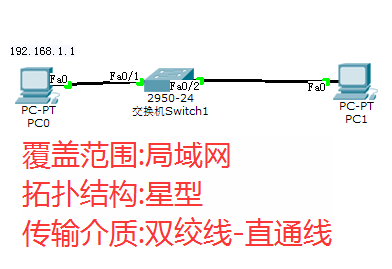 192.168.1.1
Fa0
Fa0/1
Fa0/2
Fa0
PC-PT
PC0
2950-24
交换机Switch1
PC-PT
PC1
覆盖范围:局域网
拓扑结构:星型
传输介质:双绞线-直通线